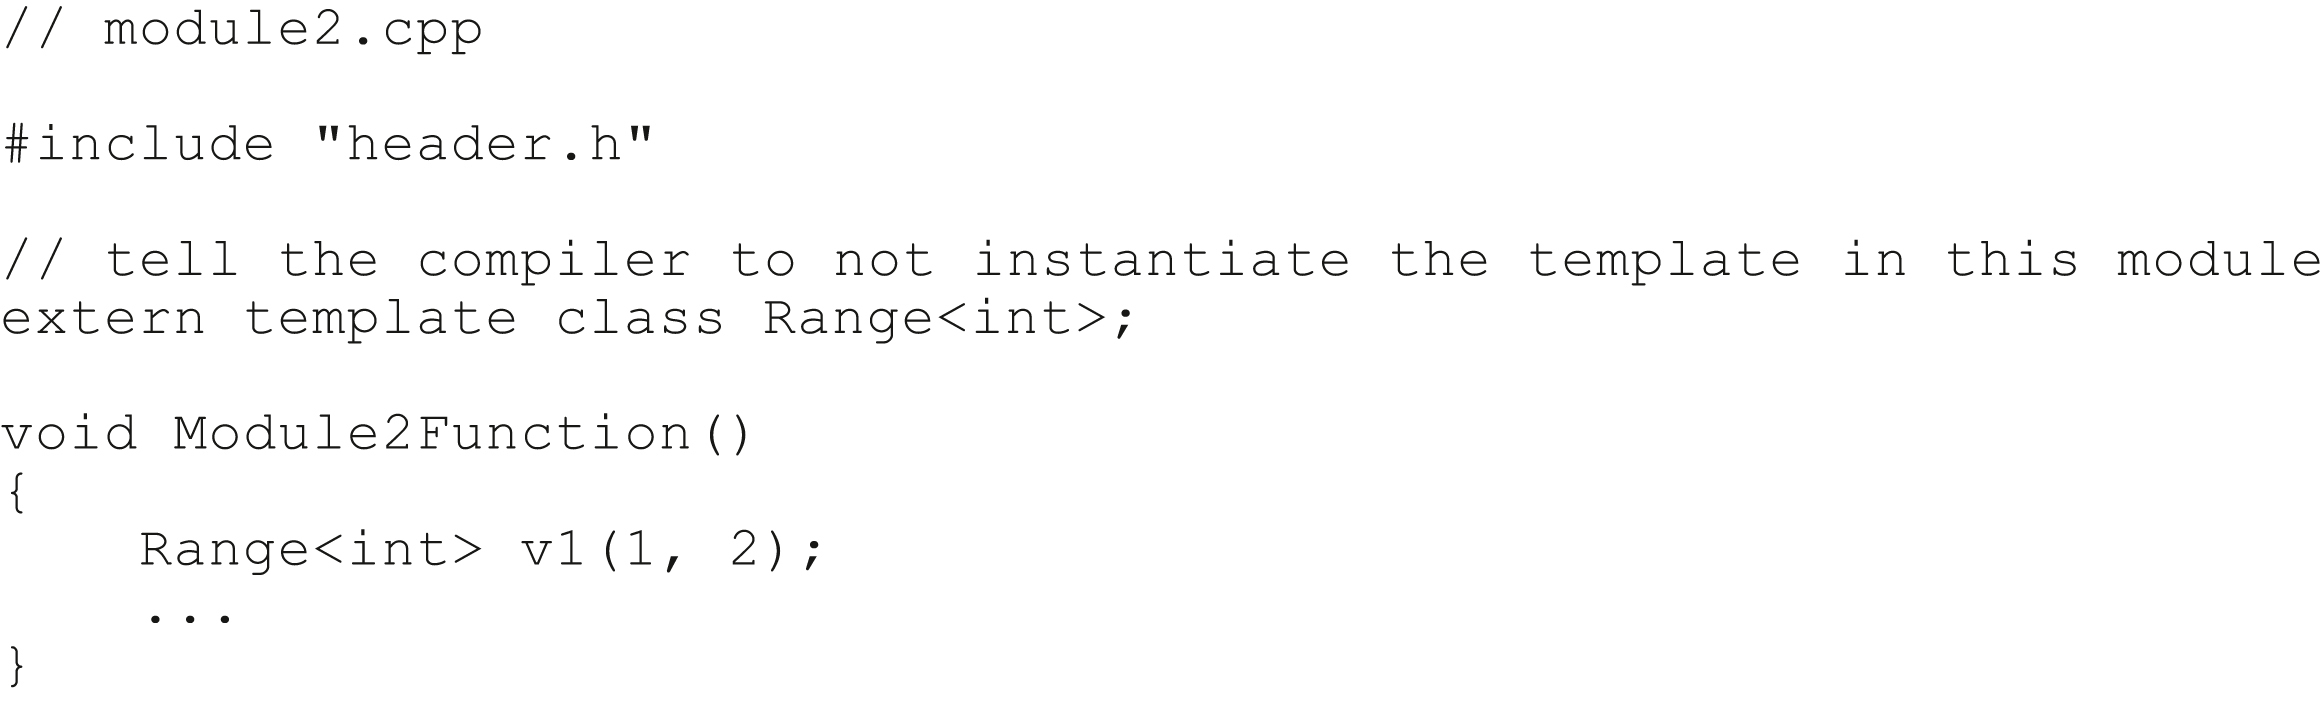 // module2.cpp
#include "header.h"
// tell the compiler to not instantiate the template in this module
extern template class Range<int>;
void Module2Function()
{
    Range<int> v1(1, 2);
    ...
}